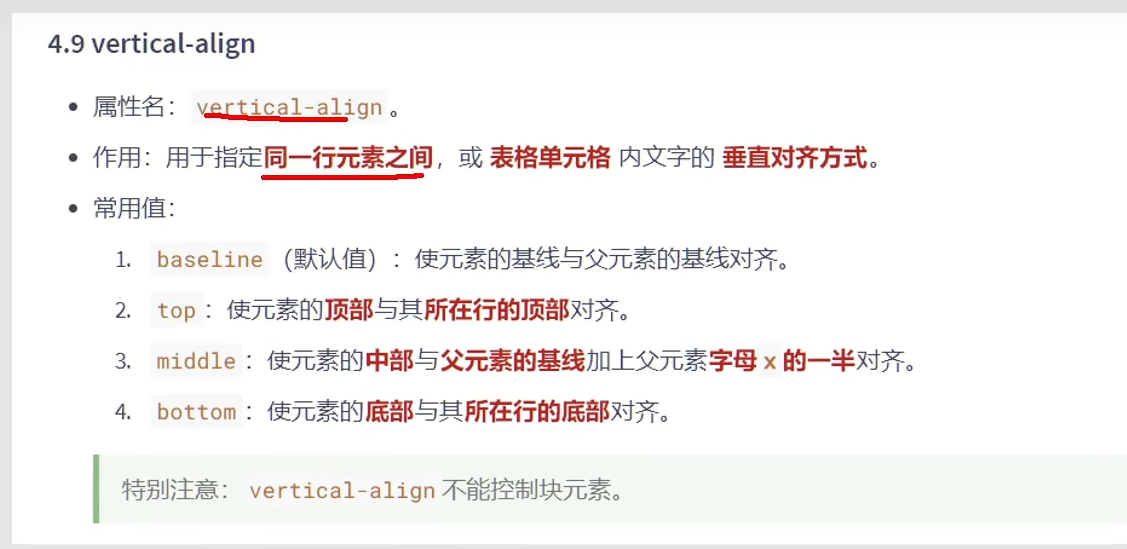 4.9 vertical-align
属性名：vertical-align。
作用：用于指定同一行元素之间，或 表格单元格 内文字的 垂直对齐方式。
常用值：
1. baseline（默认值）：使元素的基线与父元素的基线对齐。
2. top：使元素的顶部与其所在行的顶部对齐。
3. middle：使元素的中部与父元素的基线加上父元素字母 x 的一半对齐。
4. bottom：使元素的底部与其所在行的底部对齐。
特别注意：vertical-align 不能控制块元素。